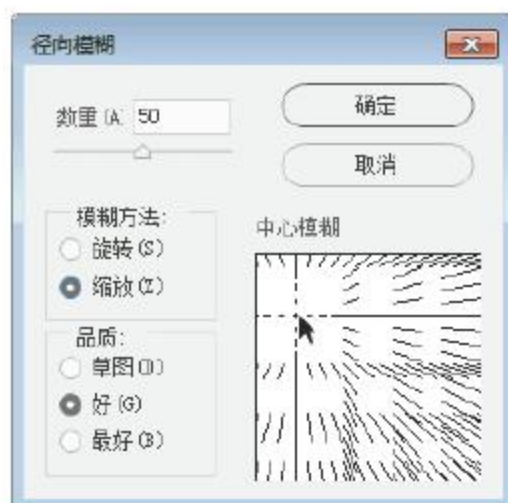 径向模糊
数量(A) 50
确定
取消
模糊方法:
旋转(S)
缩放(Z)
中心模糊
品质:
草图(D)
好(G)
最好(B)